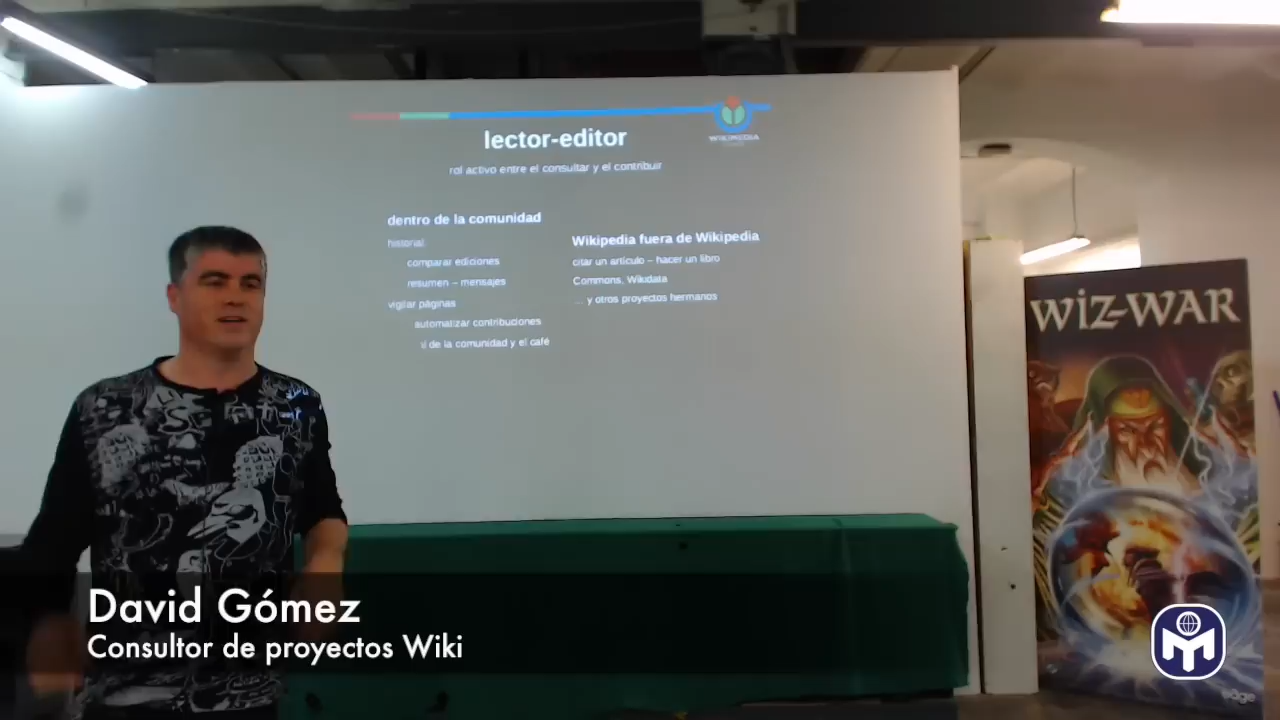 lector-editor
WIKIMEDIA
rol activo entre el consultar y el contribuir
dentro de la comunidad
historial:
comparar ediciones
resumen – mensajes
vigilar páginas
automatizar contribuciones
de la comunidad y el café
Wikipedia fuera de Wikipedia
citar un artículo – hacer un libro
Commons, Wikidata
... y otros proyectos hermanos
WIZ-WAR
edge
David Gómez
Consultor de proyectos Wiki